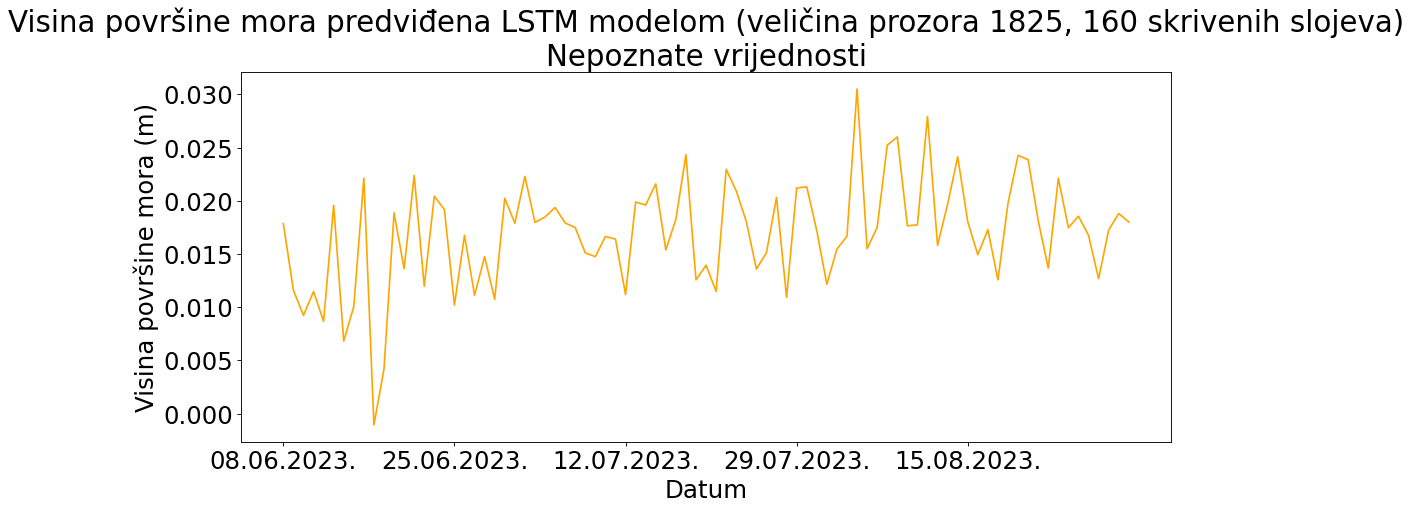 Visina površine mora predviđena LSTM modelom (veličina prozora 1825, 160 skrivenih slojeva)
Nepoznate vrijednosti
Visina površine mora (m)
0.030
0.025
0.020
0.015
0.010
0.005
0.000
08.06.2023. 25.06.2023. 12.07.2023. 29.07.2023. 15.08.2023.
Datum